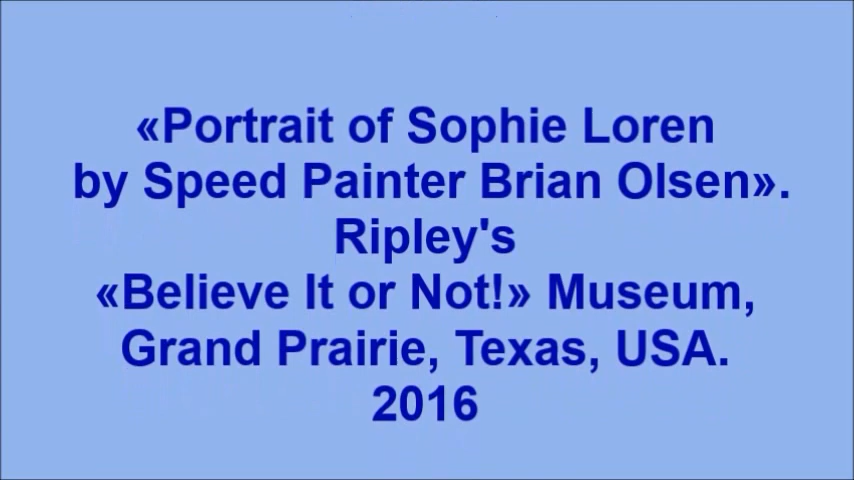 «Portrait of Sophie Loren
by Speed Painter Brian Olsen».
Ripley's
«Believe It or Not!» Museum,
Grand Prairie, Texas, USA.
2016